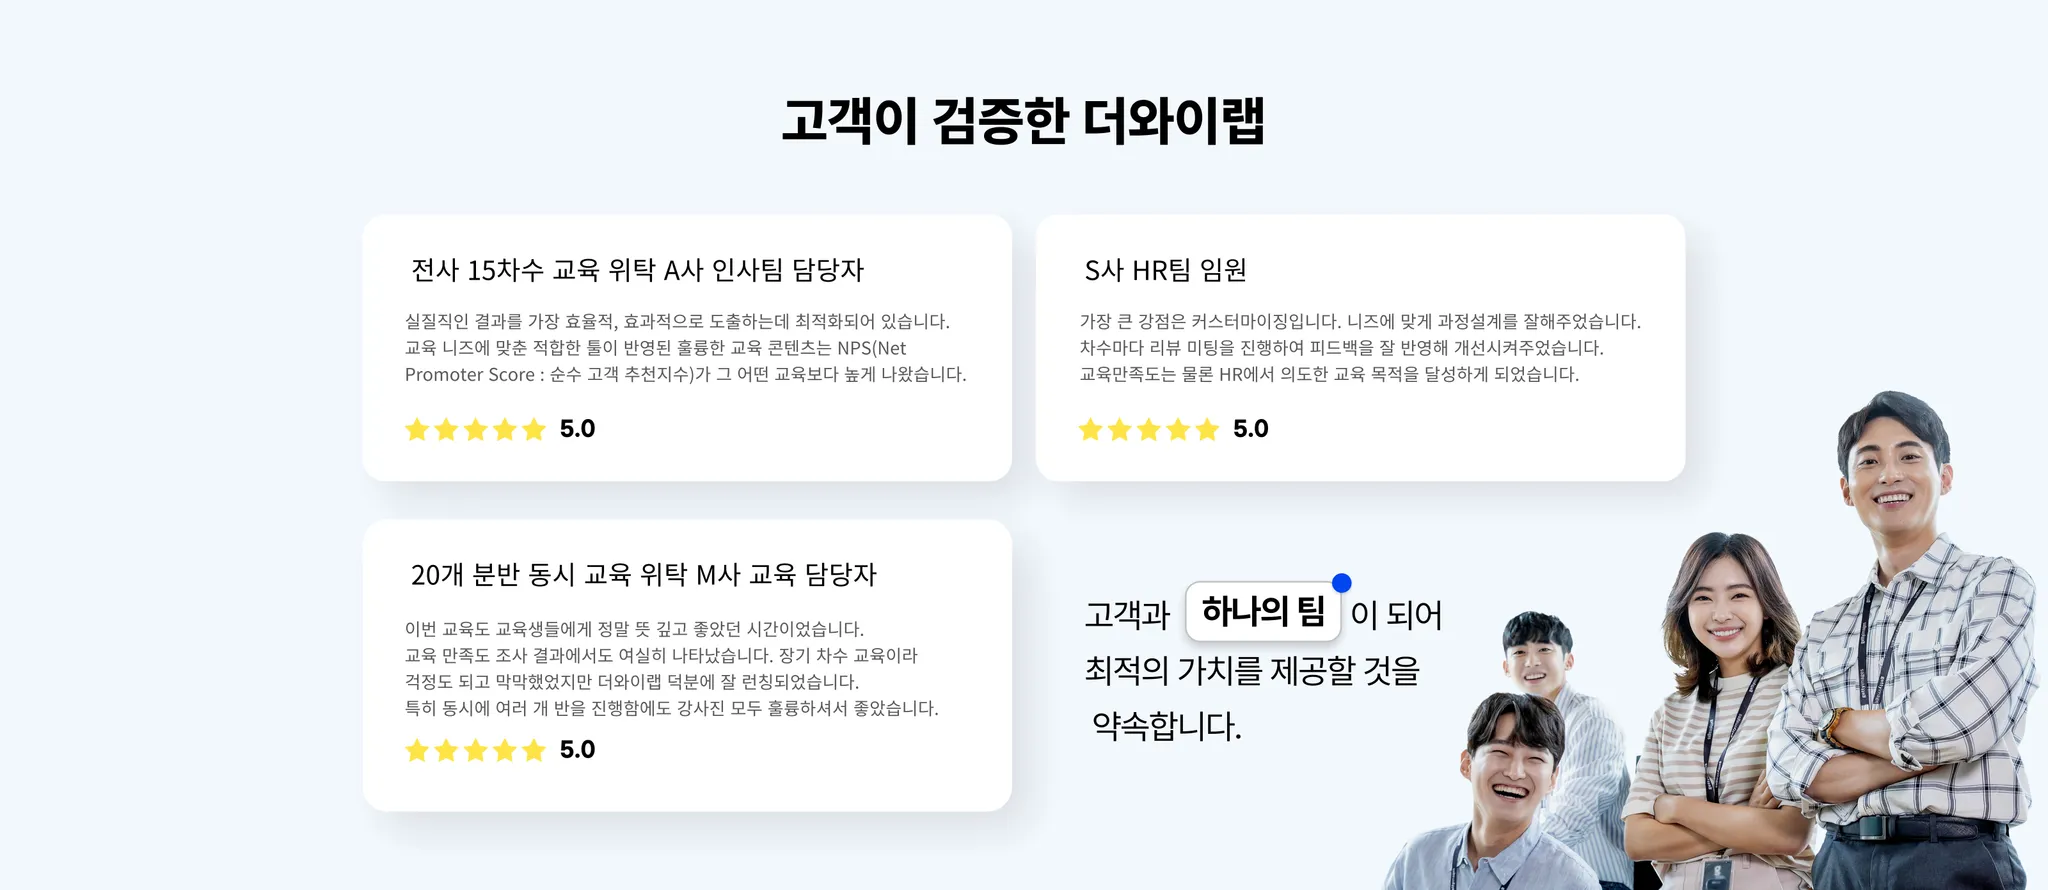 고객이 검증한 더와이랩
전사 15차수 교육 위탁 A사 인사팀 담당자
실질직인 결과를 가장 효율적, 효과적으로 도출하는데 최적화되어 있습니다.
교육 니즈에 맞춘 적합한 툴이 반영된 훌륭한 교육 콘텐츠는 NPS(Net
Promoter Score : 순수 고객 추천지수)가 그 어떤 교육보다 높게 나왔습니다.
5.0
S사 HR팀 임원
가장 큰 강점은 커스터마이징입니다. 니즈에 맞게 과정설계를 잘해주었습니다.
차수마다 리뷰 미팅을 진행하여 피드백을 잘 반영해 개선시켜주었습니다.
교육만족도는 물론 HR에서 의도한 교육 목적을 달성하게 되었습니다.
5.0
20개 분반 동시 교육 위탁 M사 교육 담당자
이번 교육도 교육생들에게 정말 뜻 깊고 좋았던 시간이었습니다.
교육 만족도 조사 결과에서도 여실히 나타났습니다. 장기 차수 교육이라
걱정도 되고 막막했었지만 더와이랩 덕분에 잘 런칭되었습니다.
특히 동시에 여러 개 반을 진행함에도 강사진 모두 훌륭하셔서 좋았습니다.
5.0
고객과 하나의 팀 이 되어
최적의 가치를 제공할 것을
약속합니다.